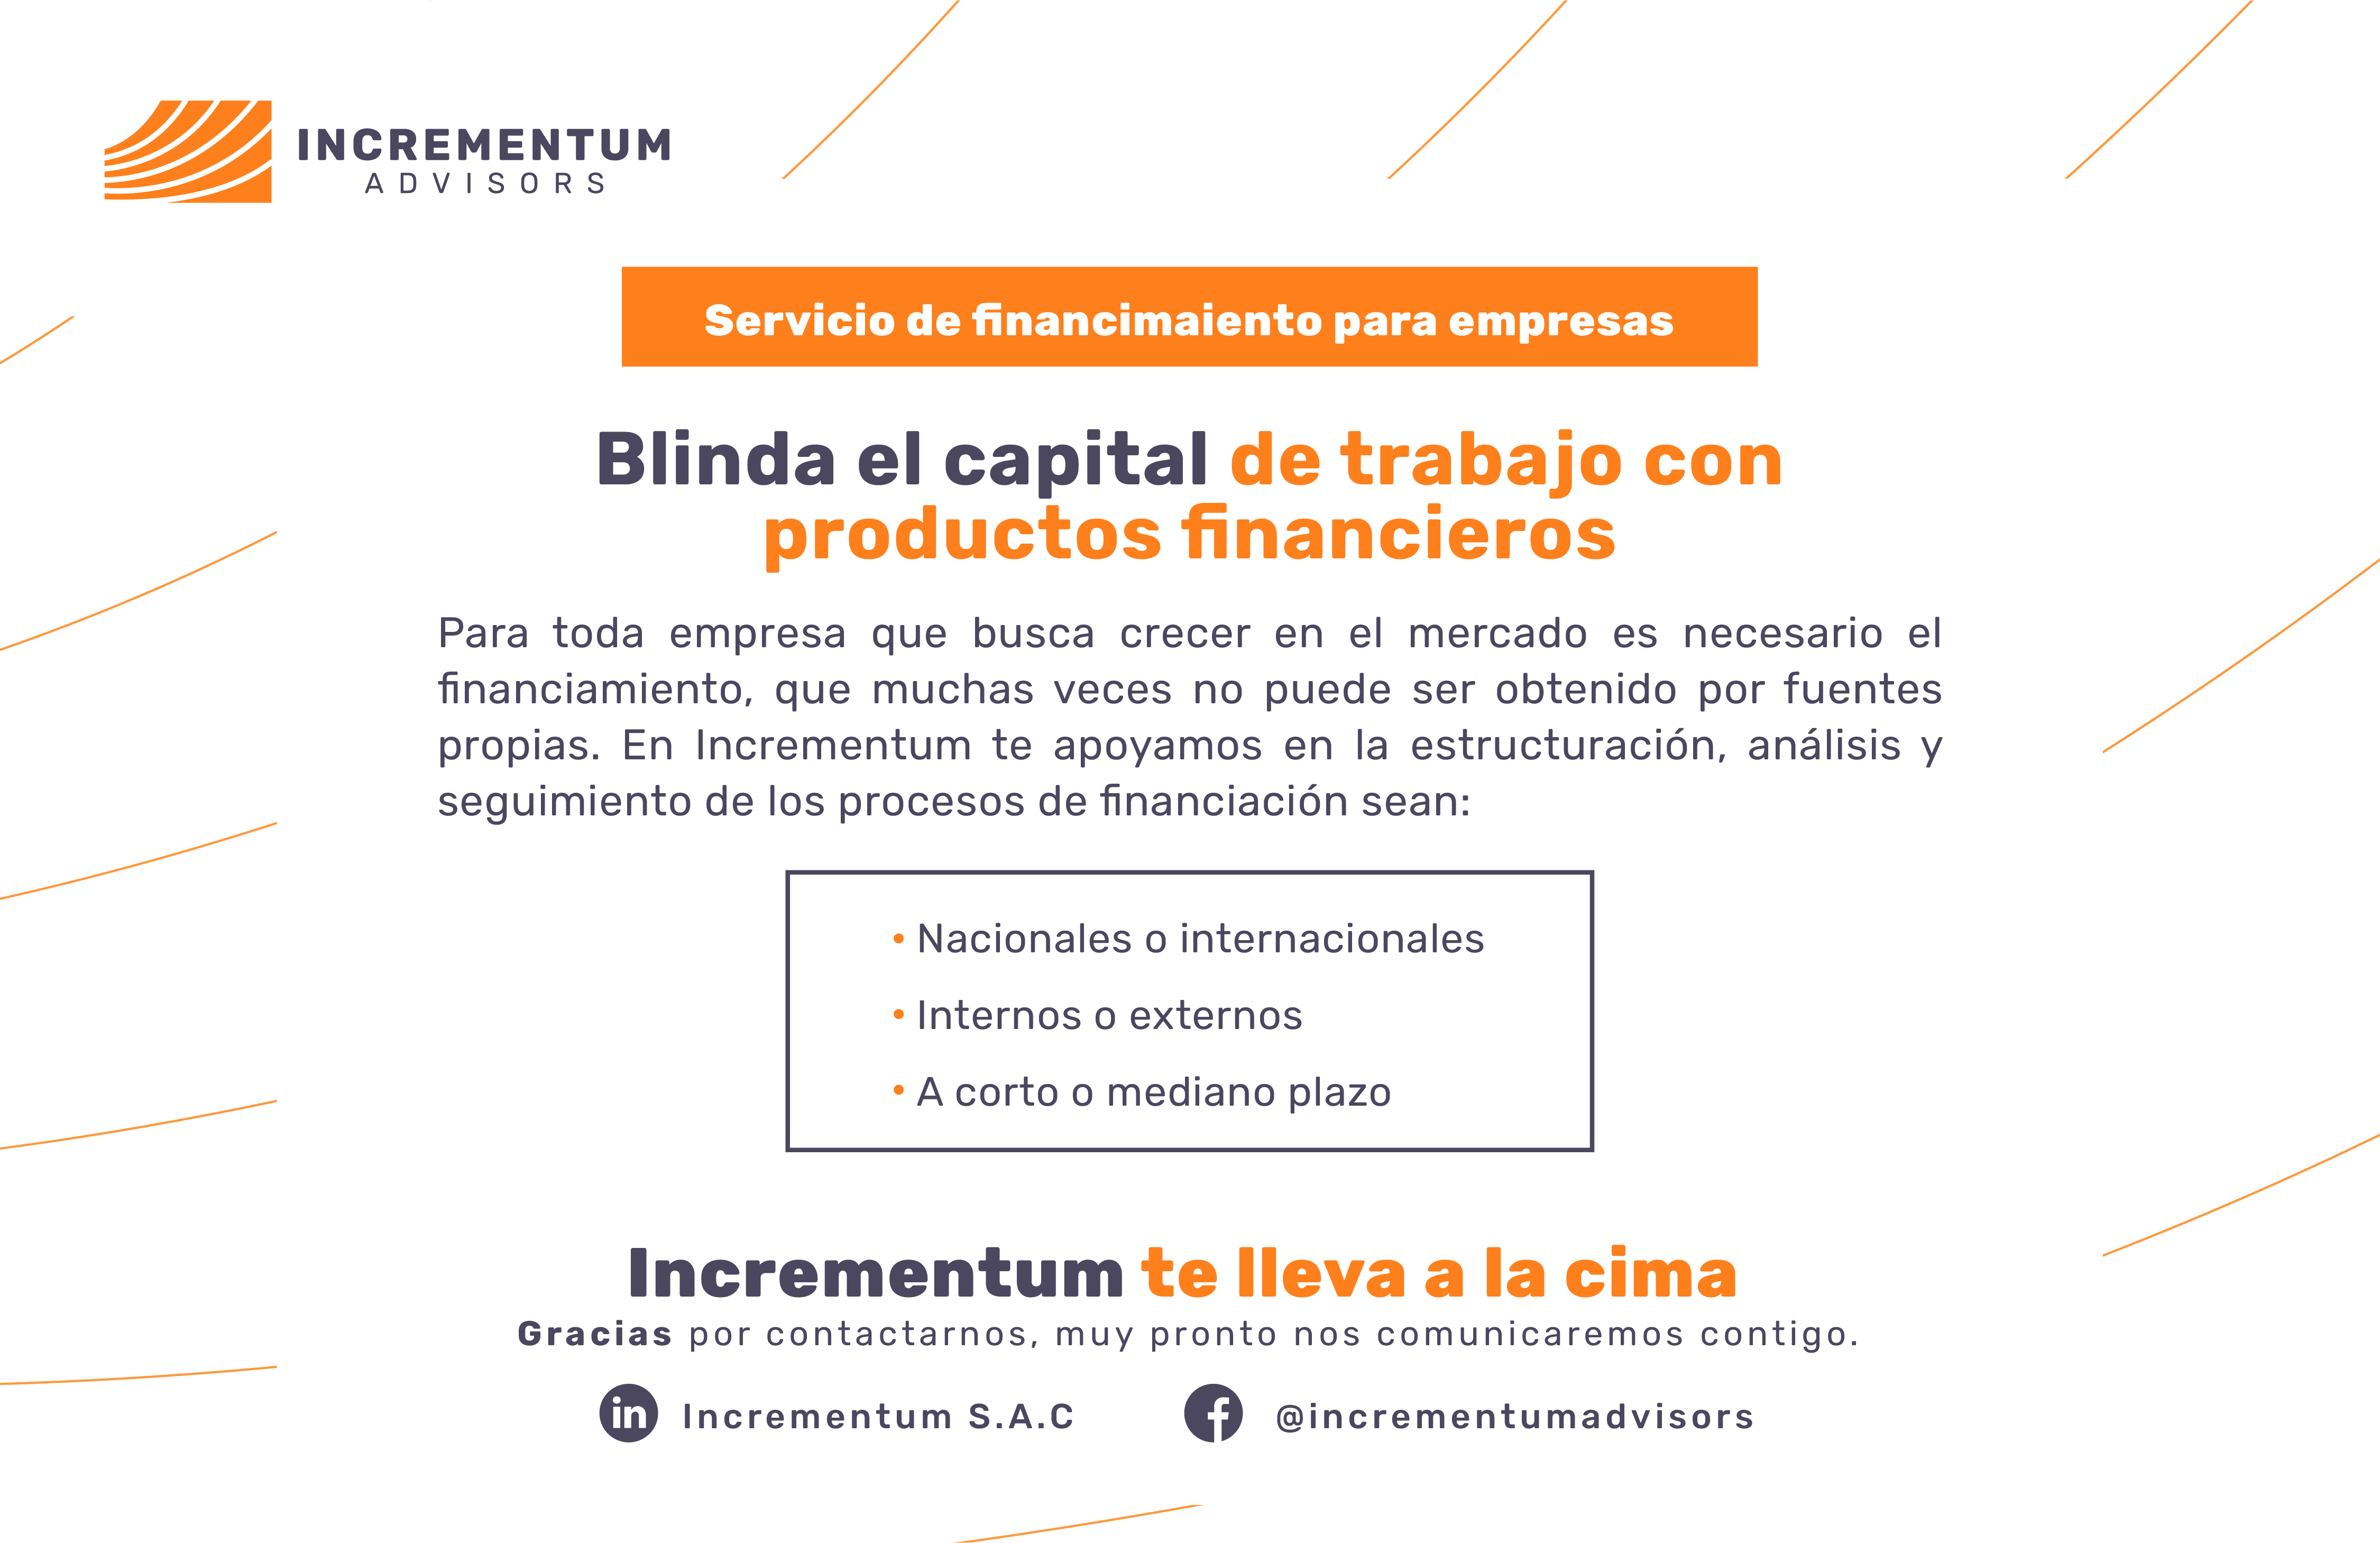 INCREMENTUM
ADVISORS
Servicio de financimaiento para empresas
Blinda el capital de trabajo con
productos financieros
Para toda empresa que busca crecer en el mercado es necesario el
financiamiento, que muchas veces no puede ser obtenido por fuentes
propias. En Incrementum te apoyamos en la estructuración, análisis y
seguimiento de los procesos de financiación sean:
• Nacionales o internacionales
• Internos o externos
• A corto o mediano plazo
Incrementum te lleva a la cima
Gracias por contactarnos, muy pronto nos comunicaremos contigo.
in Incrementum S.A.C
f @incrementumadvisors